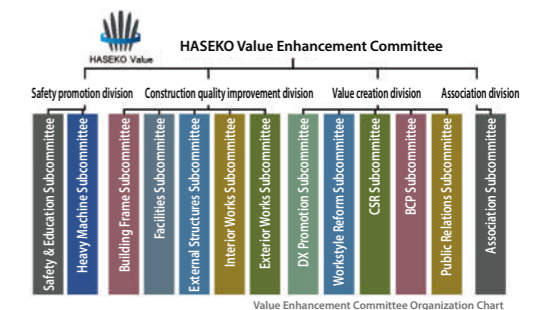 HASEKO Value
HASEKO Value Enhancement Committee
Safety promotion division
Construction quality improvement division
Value creation division
Association division
Safety & Education Subcommittee
Heavy Machine Subcommittee
Building Frame Subcommittee
Facilities Subcommittee
External Structures Subcommittee
Interior Works Subcommittee
Exterior Works Subcommittee
DX Promotion Subcommittee
Workstyle Reform Subcommittee
CSR Subcommittee
BCP Subcommittee
Public Relations Subcommittee
Association Subcommittee
Value Enhancement Committee Organization Chart